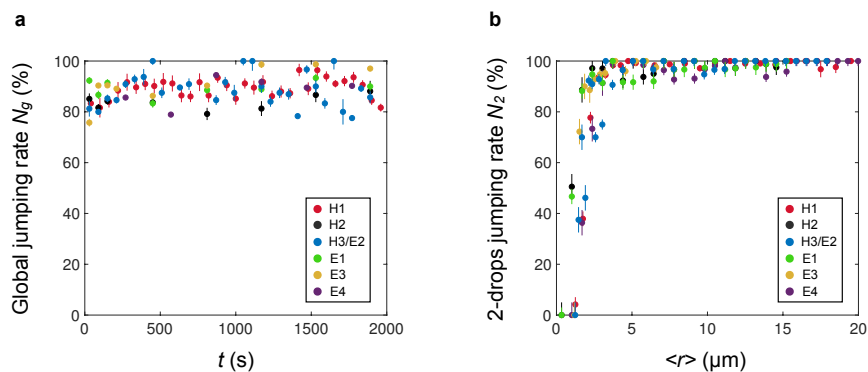 a
Global jumping rate Ng (%)
100
80
60
40
20
0
0
500
1000
1500
2000
t (s)
H1
H2
H3/E2
E1
E3
E4
b
2-drops jumping rate N2 (%)
100
80
60
40
20
0
0
5
10
15
20
<r> (μm)
H1
H2
H3/E2
E1
E3
E4